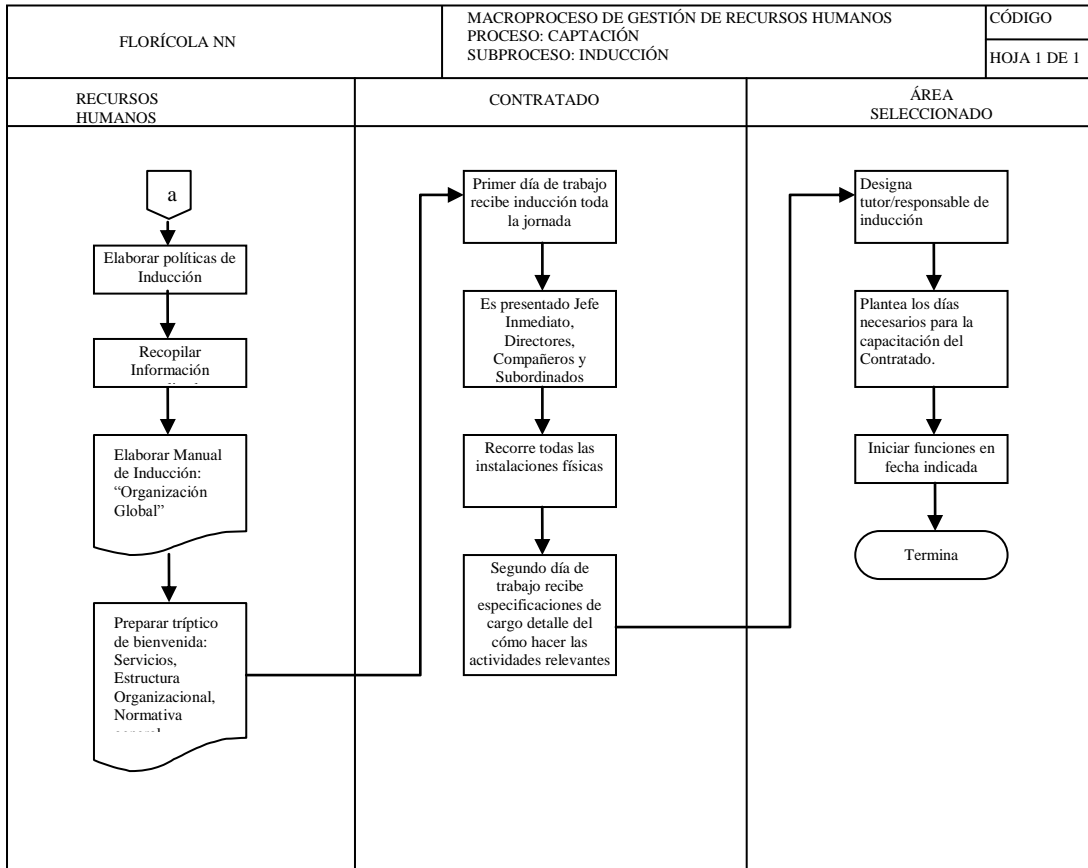 FLORÍCOLA NN
MACROPROCESO DE GESTIÓN DE RECURSOS HUMANOS
PROCESO: CAPTACIÓN
SUBPROCESO: INDUCCIÓN
CÓDIGO
HOJA 1 DE 1
RECURSOS
HUMANOS
CONTRATADO
ÁREA
SELECCIONADO
a
Elaborar políticas de
Inducción
Recopilar
Información
Elaborar Manual
de Inducción:
“Organización
Global”
Preparar tríptico
de bienvenida:
Servicios,
Estructura
Organizacional,
Normativa
Primer día de trabajo
recibe inducción toda
la jornada
Es presentado Jefe
Inmediato,
Directores,
Compañeros y
Subordinados
Recorre todas las
instalaciones físicas
Segundo día de
trabajo recibe
especificaciones de
cargo detalle del
cómo hacer las
actividades relevantes
Designa
tutor/responsable de
inducción
Plantea los días
necesarios para la
capacitación del
Contratado.
Iniciar funciones en
fecha indicada
Termina